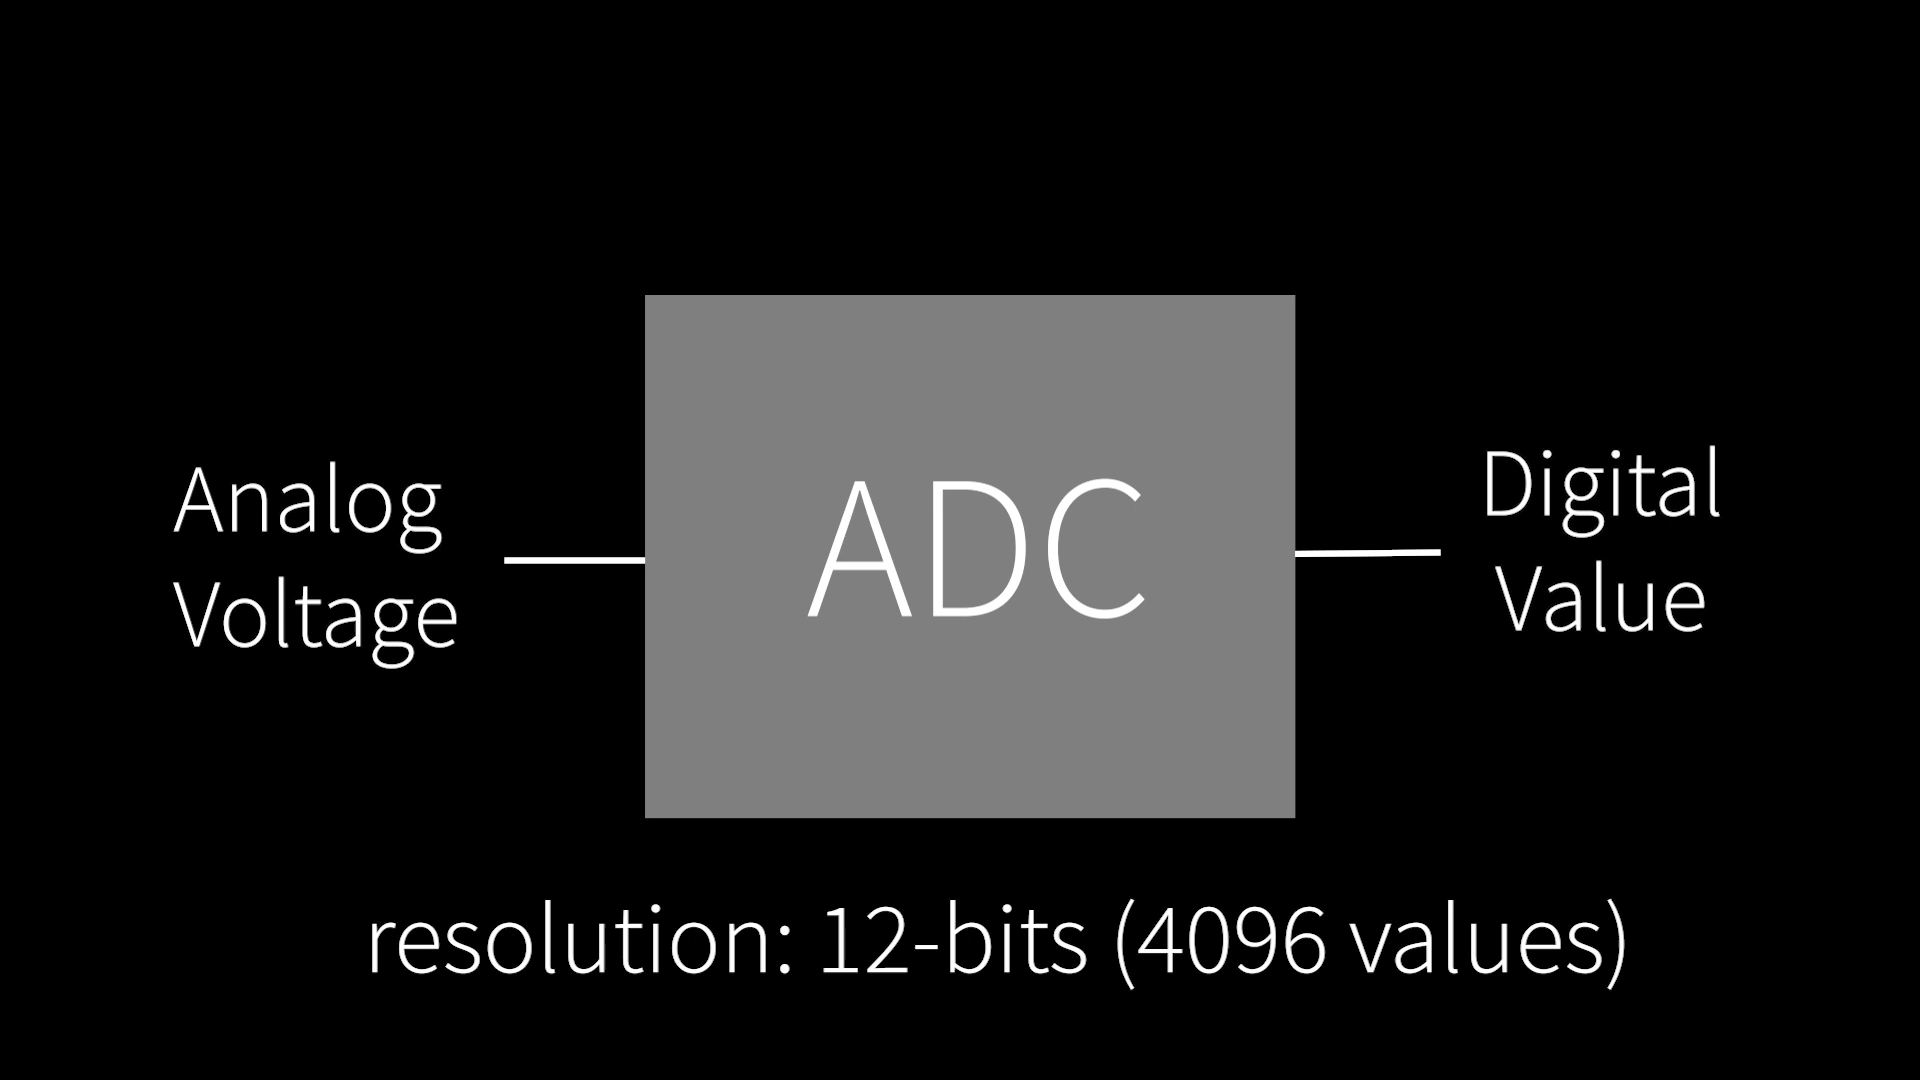 Analog
Voltage
ADC
Digital
Value
resolution: 12-bits (4096 values)